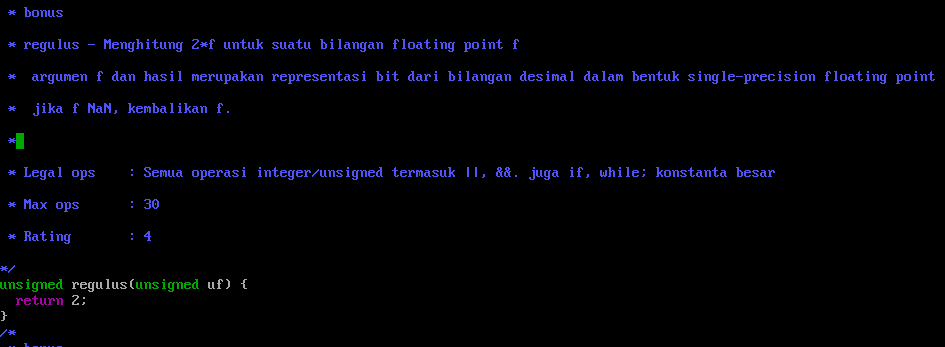 * bonus
* regulus - Menghitung 2*f untuk suatu bilangan floating point f
* argumen f dan hasil merupakan representasi bit dari bilangan desimal dalam bentuk single-precision floating point
* jika f NaN, kembalikan f.
*
* Legal ops : Semua operasi integer/unsigned termasuk ||, &&. juga if, while; konstanta besar
* Max ops : 30
* Rating : 4
*/
unsigned regulus(unsigned uf) {
return 2;
}
/*
* bonus